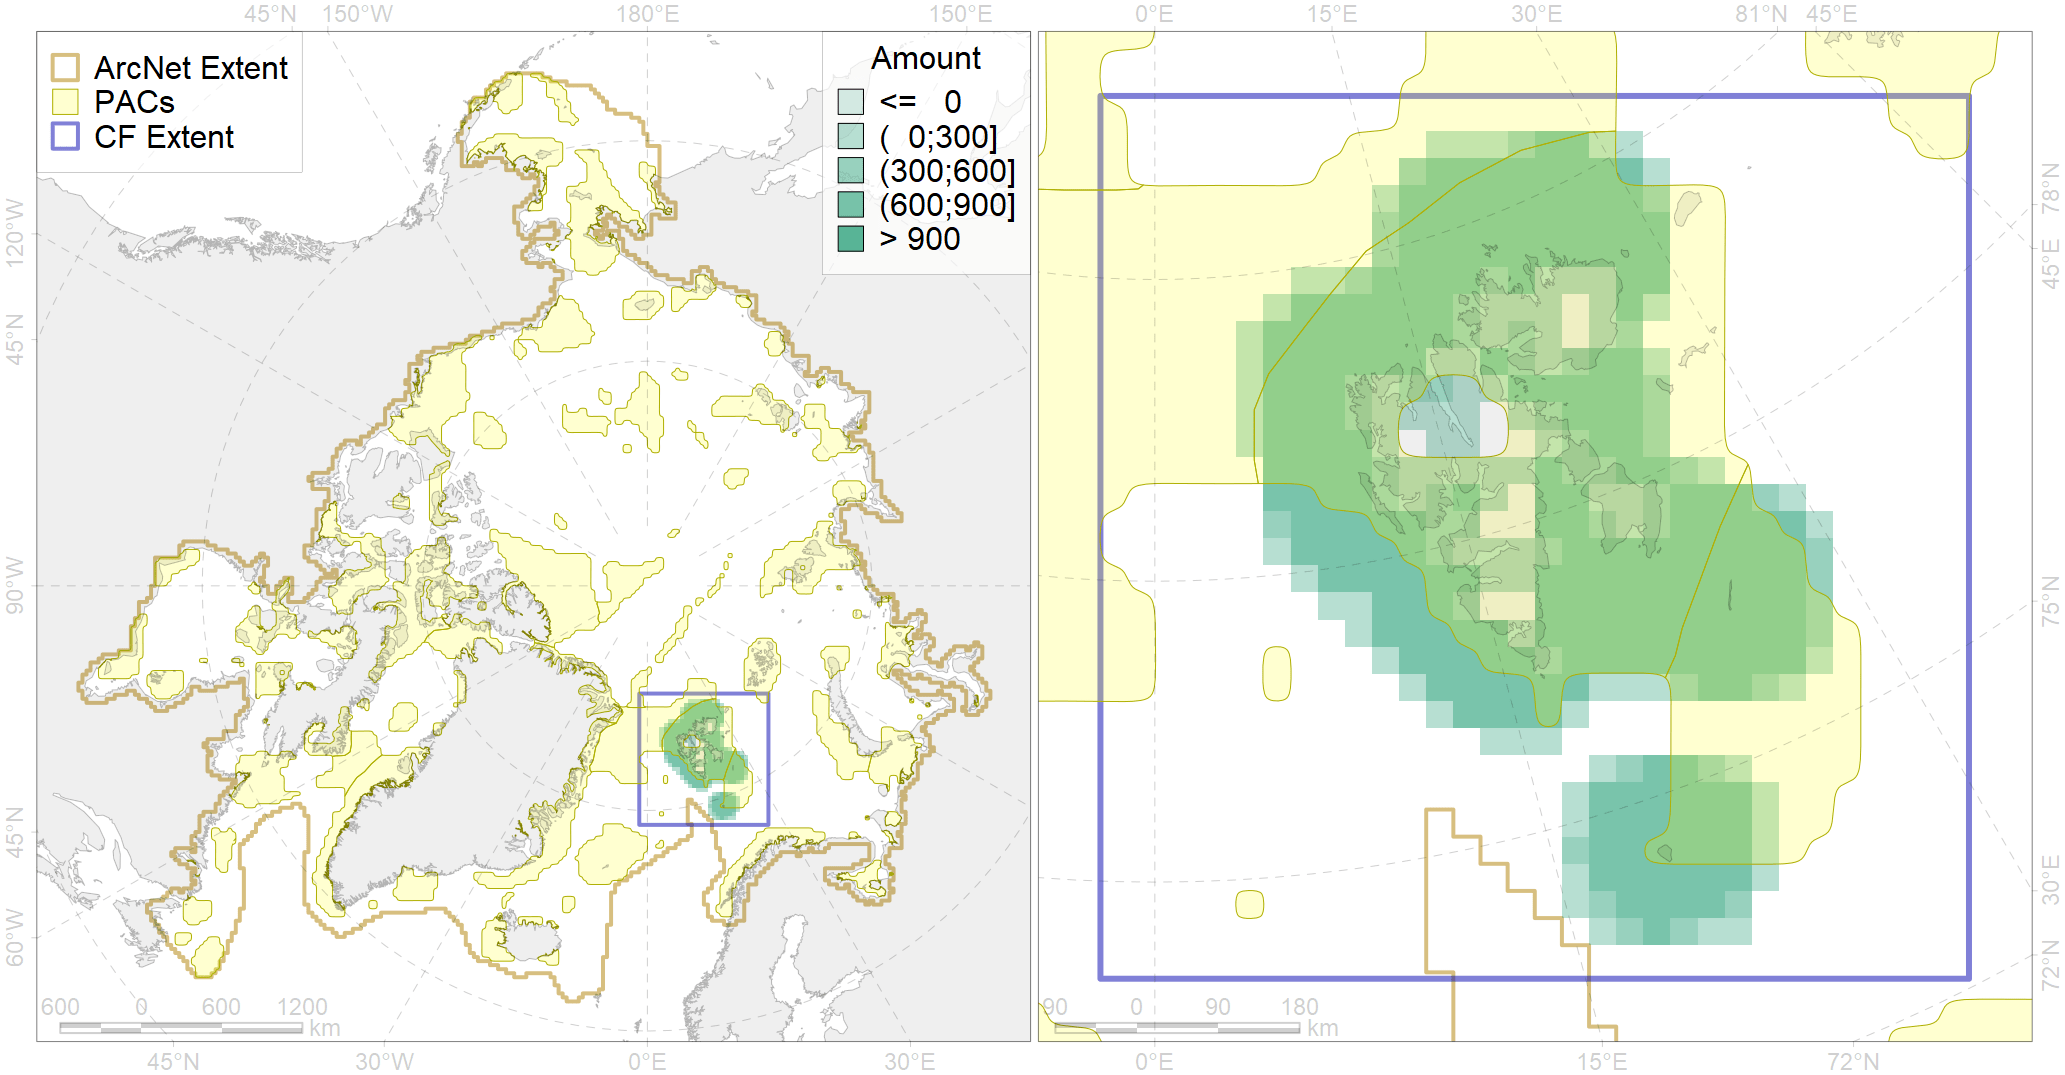 45°N 150°W 180°E 150°E
0°E 15°E 30°E 81°N 45°E
ArcNet Extent
PACs
CF Extent
Amount
<= 0
( 0;300]
(300;600]
(600;900]
> 900
120°W
45°N
90°W
45°N
60°W
78°N
45°E
75°N
30°E
72°N
600 0 600 1200
km
90 0 90 180
km
45°N 30°W 0°E 30°E
0°E 15°E 72°N